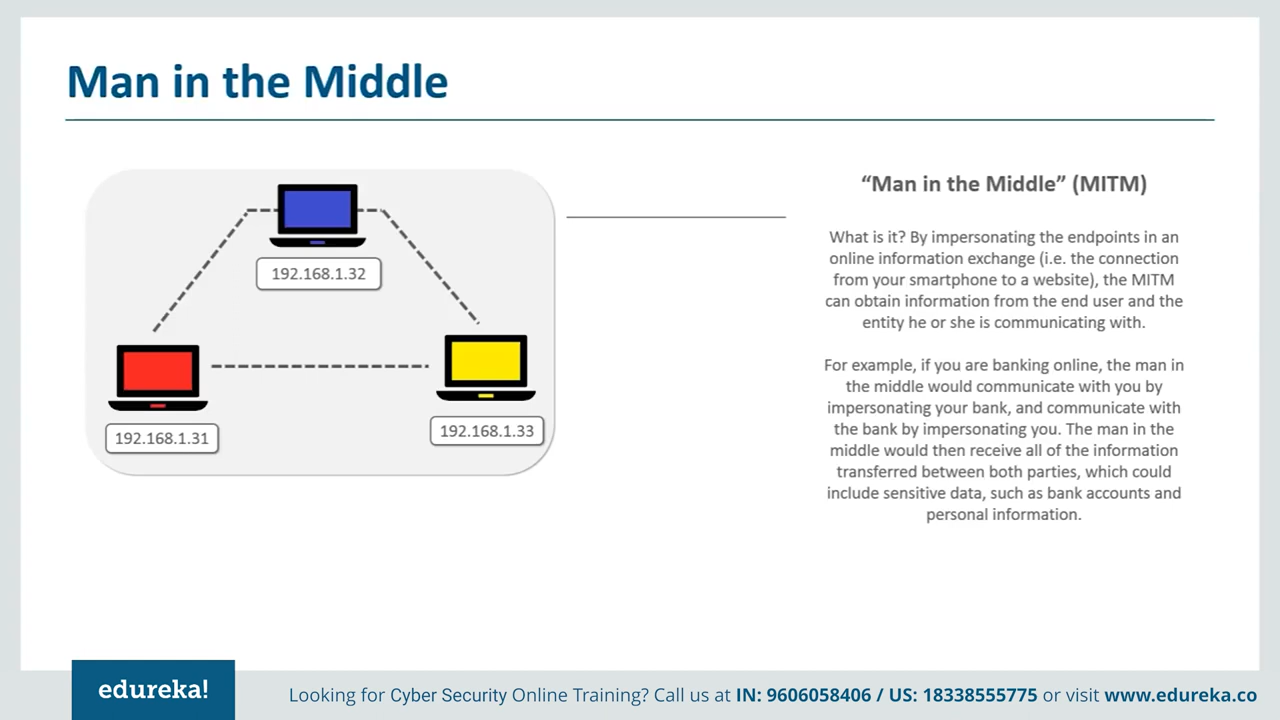 Man in the Middle
192.168.1.32
192.168.1.31
192.168.1.33
“Man in the Middle” (MITM)
What is it? By impersonating the endpoints in an
online information exchange (i.e. the connection
from your smartphone to a website), the MITM
can obtain information from the end user and the
entity he or she is communicating with.
For example, if you are banking online, the man in
the middle would communicate with you by
impersonating your bank, and communicate with
the bank by impersonating you. The man in the
middle would then receive all of the information
transferred between both parties, which could
include sensitive data, such as bank accounts and
personal information.
edureka!
Looking for Cyber Security Online Training? Call us at IN: 9606058406 / US: 18338555775 or visit www.edureka.co